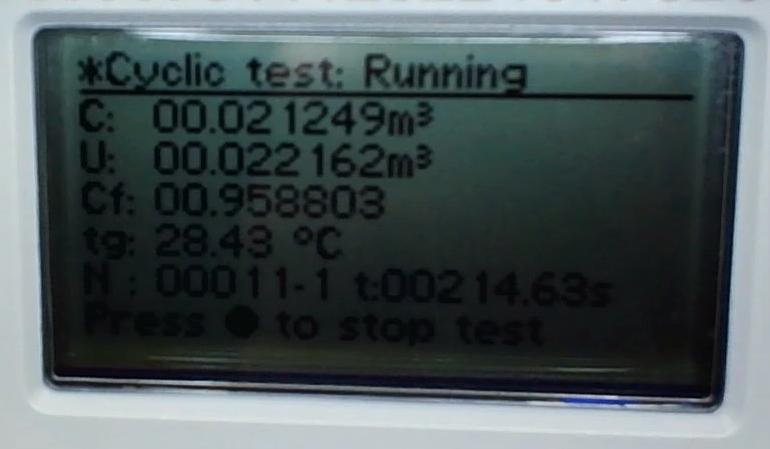 *Cyclic test: Running
C: 00.021249m³
U: 00.022162m³
Cf: 00.958803
tg: 28.43 °C
N : 00011-1 t:00214.63s
Press ● to stop test